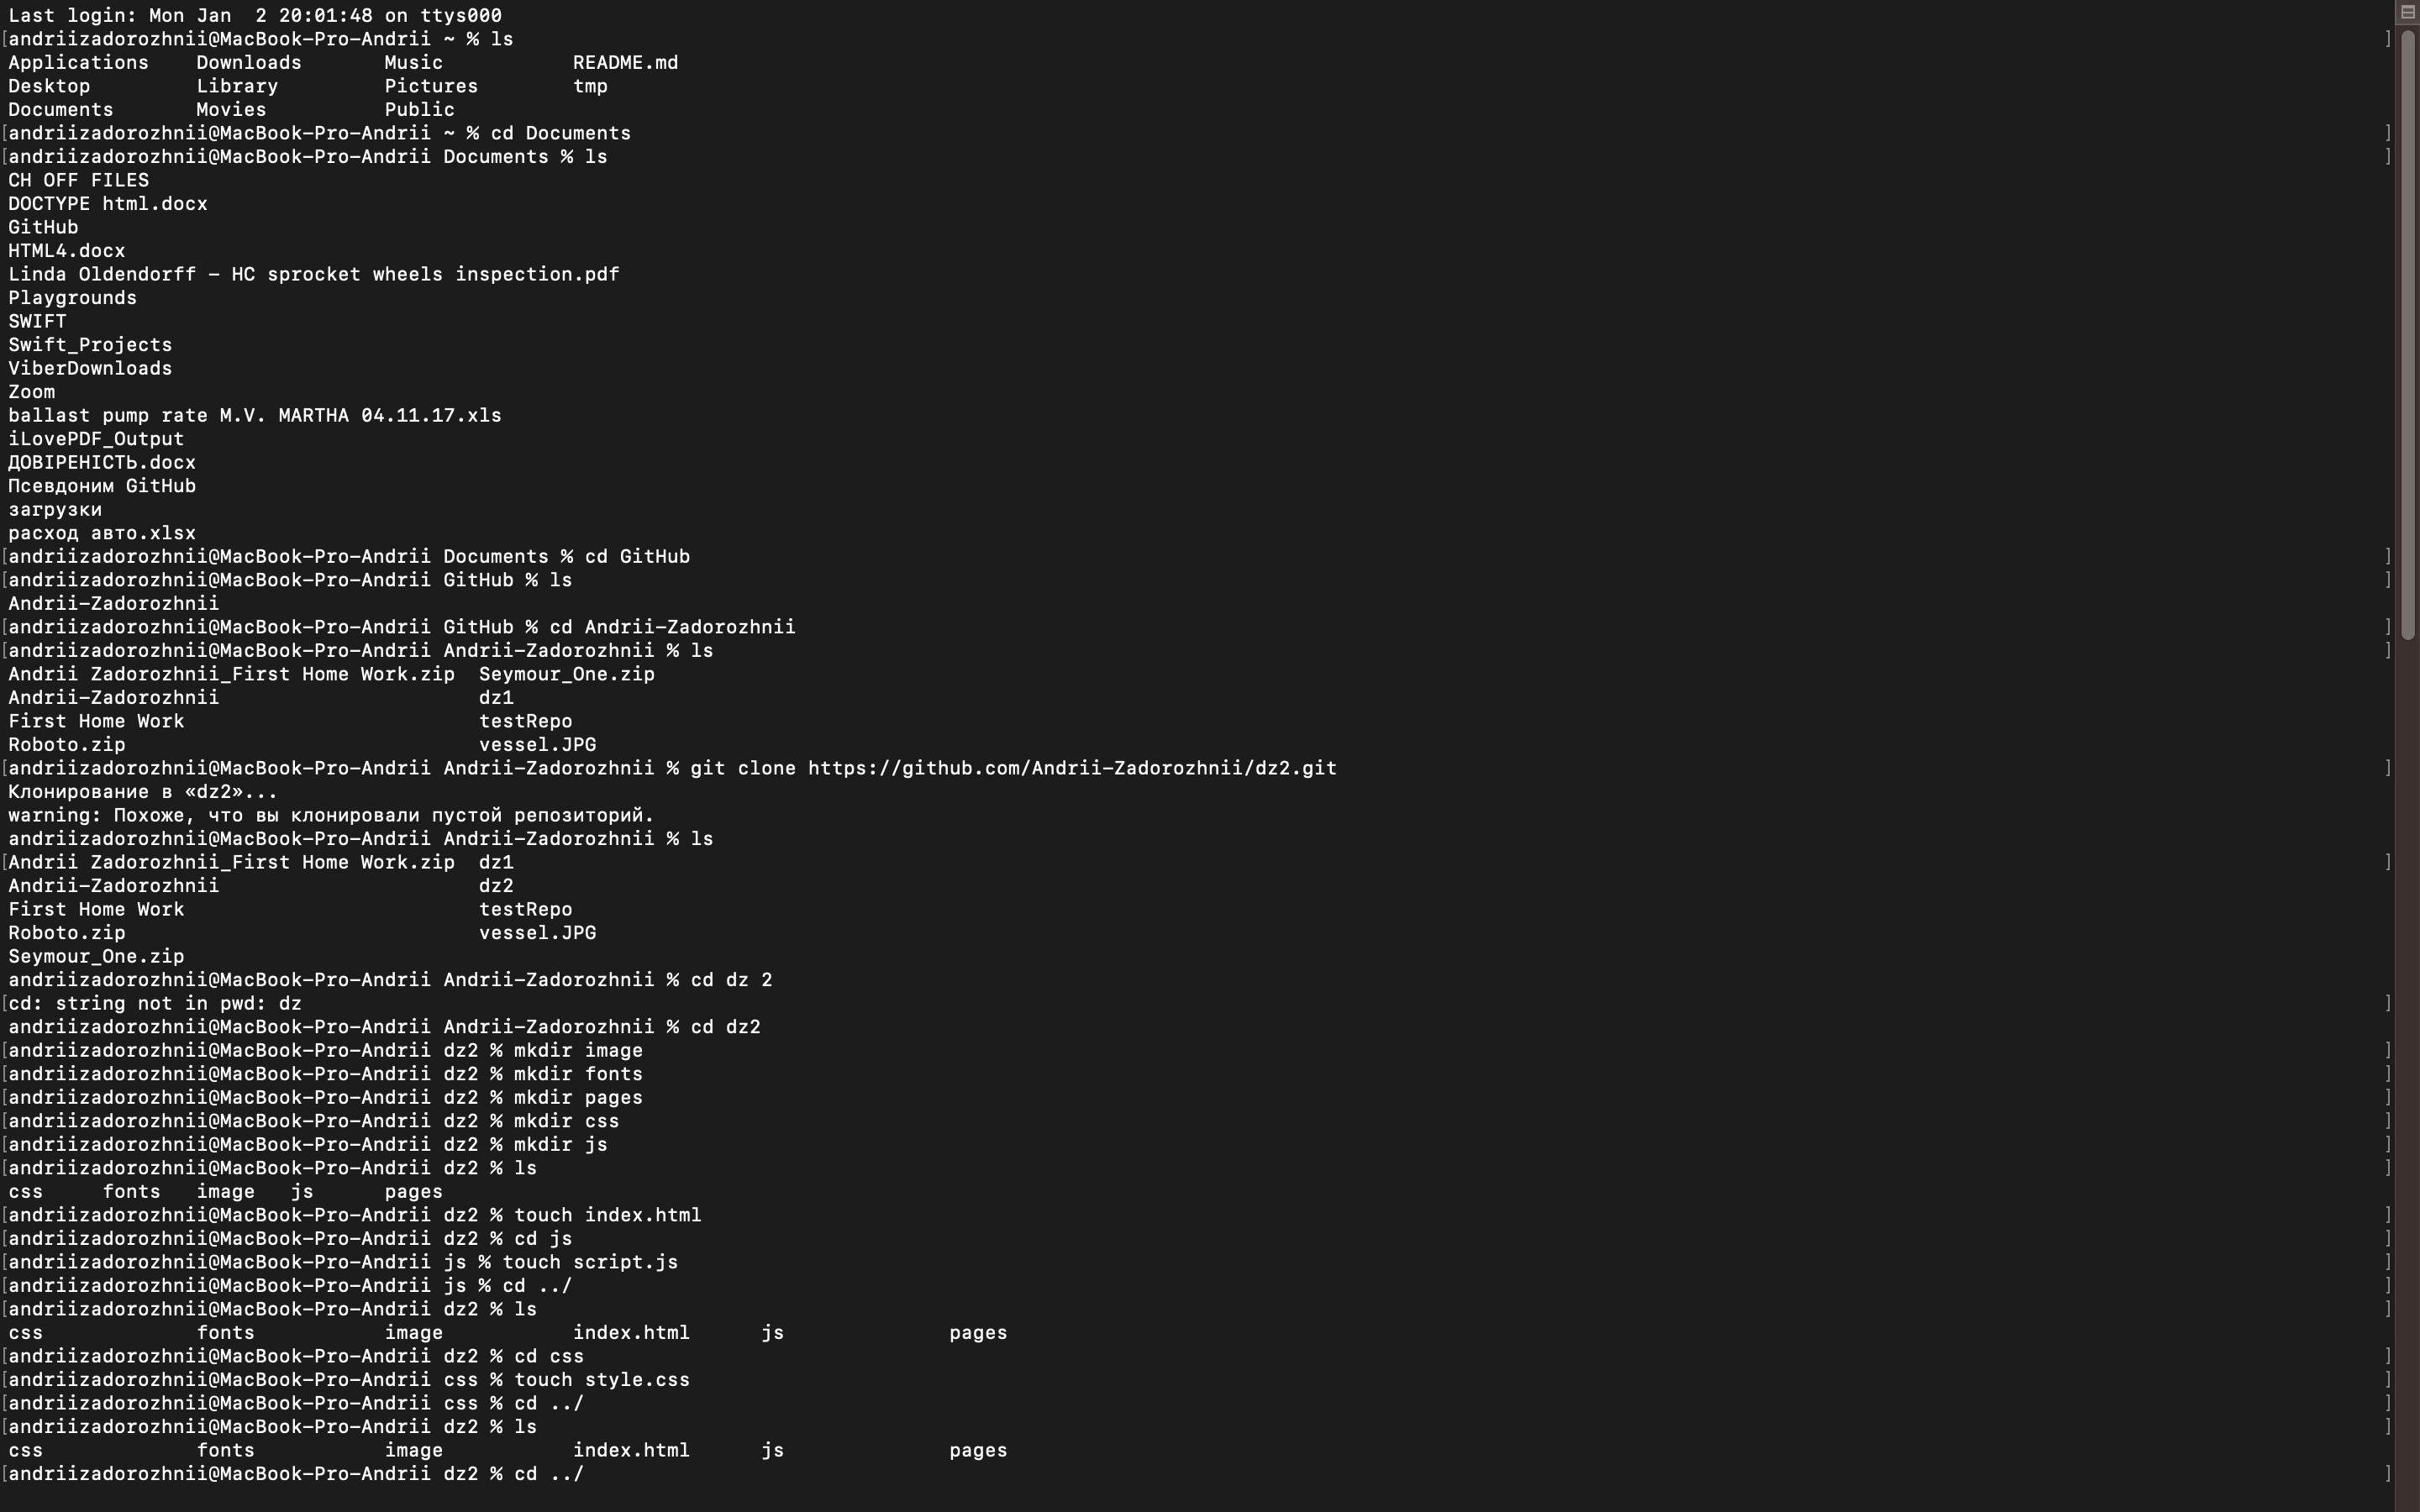 Last login: Mon Jan  2 20:01:48 on ttys000
[andriizadorozhnii@MacBook-Pro-Andrii ~ % ls ]
Applications    Downloads       Music           README.md
Desktop         Library         Pictures        tmp
Documents       Movies          Public
[andriizadorozhnii@MacBook-Pro-Andrii ~ % cd Documents ]
[andriizadorozhnii@MacBook-Pro-Andrii Documents % ls ]
CH OFF FILES
DOCTYPE html.docx
GitHub
HTML4.docx
Linda Oldendorff – HC sprocket wheels inspection.pdf
Playgrounds
SWIFT
Swift_Projects
ViberDownloads
Zoom
ballast pump rate M.V. MARTHA 04.11.17.xls
iLovePDF_Output
ДОВІРЕНІСТЬ.docx
Псевдоним GitHub
загрузки
расход авто.xlsx
[andriizadorozhnii@MacBook-Pro-Andrii Documents % cd GitHub ]
[andriizadorozhnii@MacBook-Pro-Andrii GitHub % ls ]
Andrii-Zadorozhnii
[andriizadorozhnii@MacBook-Pro-Andrii GitHub % cd Andrii-Zadorozhnii ]
[andriizadorozhnii@MacBook-Pro-Andrii Andrii-Zadorozhnii % ls ]
Andrii Zadorozhnii_First Home Work.zip  Seymour_One.zip
Andrii-Zadorozhnii                      dz1
First Home Work                         testRepo
Roboto.zip                              vessel.JPG
[andriizadorozhnii@MacBook-Pro-Andrii Andrii-Zadorozhnii % git clone https://github.com/Andrii-Zadorozhnii/dz2.git ]
Клонирование в «dz2»...
warning: Похоже, что вы клонировали пустой репозиторий.
andriizadorozhnii@MacBook-Pro-Andrii Andrii-Zadorozhnii % ls
[Andrii Zadorozhnii_First Home Work.zip  dz1 ]
Andrii-Zadorozhnii                      dz2
First Home Work                         testRepo
Roboto.zip                              vessel.JPG
Seymour_One.zip
andriizadorozhnii@MacBook-Pro-Andrii Andrii-Zadorozhnii % cd dz 2
[cd: string not in pwd: dz ]
andriizadorozhnii@MacBook-Pro-Andrii Andrii-Zadorozhnii % cd dz2
[andriizadorozhnii@MacBook-Pro-Andrii dz2 % mkdir image ]
[andriizadorozhnii@MacBook-Pro-Andrii dz2 % mkdir fonts ]
[andriizadorozhnii@MacBook-Pro-Andrii dz2 % mkdir pages ]
[andriizadorozhnii@MacBook-Pro-Andrii dz2 % mkdir css ]
[andriizadorozhnii@MacBook-Pro-Andrii dz2 % mkdir js ]
[andriizadorozhnii@MacBook-Pro-Andrii dz2 % ls ]
css     fonts   image   js      pages
[andriizadorozhnii@MacBook-Pro-Andrii dz2 % touch index.html ]
[andriizadorozhnii@MacBook-Pro-Andrii dz2 % cd js ]
[andriizadorozhnii@MacBook-Pro-Andrii js % touch script.js ]
[andriizadorozhnii@MacBook-Pro-Andrii js % cd ../ ]
[andriizadorozhnii@MacBook-Pro-Andrii dz2 % ls ]
css             fonts           image           index.html      js              pages
[andriizadorozhnii@MacBook-Pro-Andrii dz2 % cd css ]
[andriizadorozhnii@MacBook-Pro-Andrii css % touch style.css ]
[andriizadorozhnii@MacBook-Pro-Andrii css % cd ../ ]
[andriizadorozhnii@MacBook-Pro-Andrii dz2 % ls ]
css             fonts           image           index.html      js              pages
[andriizadorozhnii@MacBook-Pro-Andrii dz2 % cd ../ ]